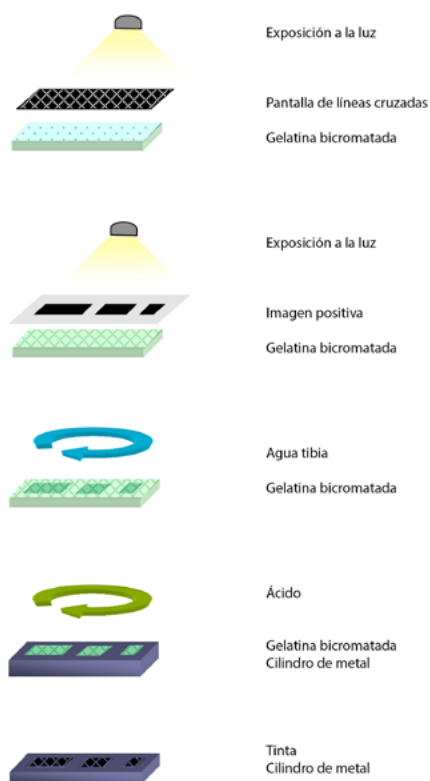 Exposición a la luz
Pantalla de líneas cruzadas
Gelatina bicromatada
Exposición a la luz
Imagen positiva
Gelatina bicromatada
Agua tibia
Gelatina bicromatada
Ácido
Gelatina bicromatada
Cilindro de metal
Tinta
Cilindro de metal